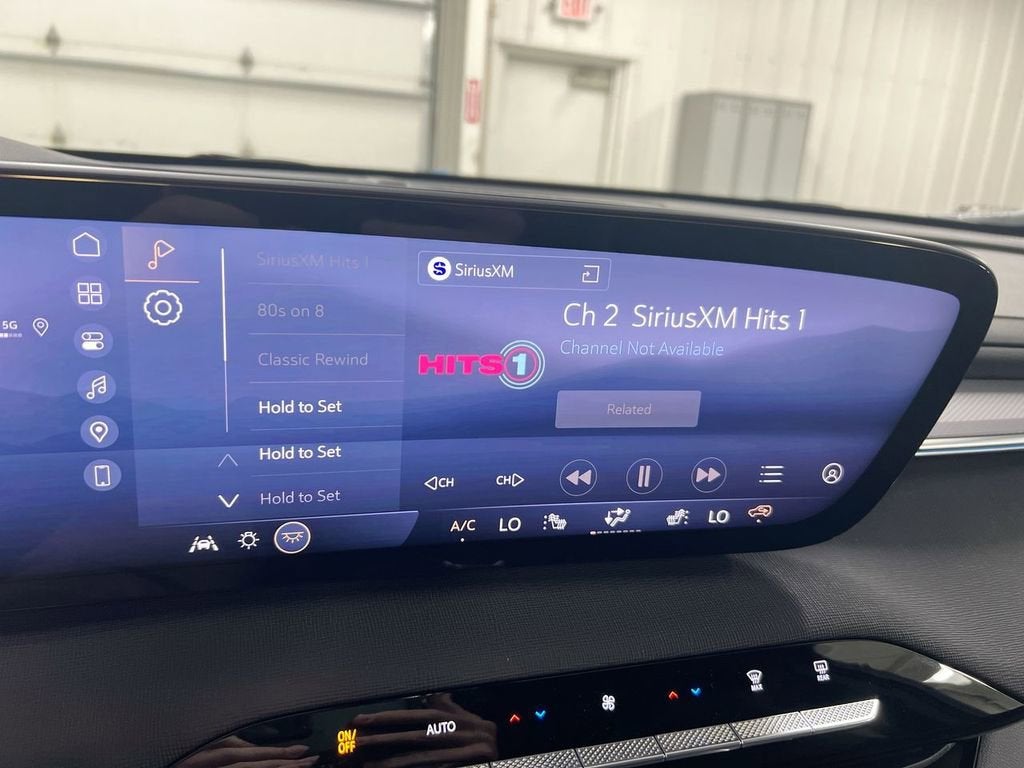 EXIT
5G
SiriusXM Hits 1
80s on 8
Classic Rewind
Hold to Set
Hold to Set
Hold to Set
S SiriusXM
Ch 2 SiriusXM Hits 1
Channel Not Available
HITS 1
Related
CH
CH
A/C
LO
LO
ON/
OFF
AUTO
MAX
REAR